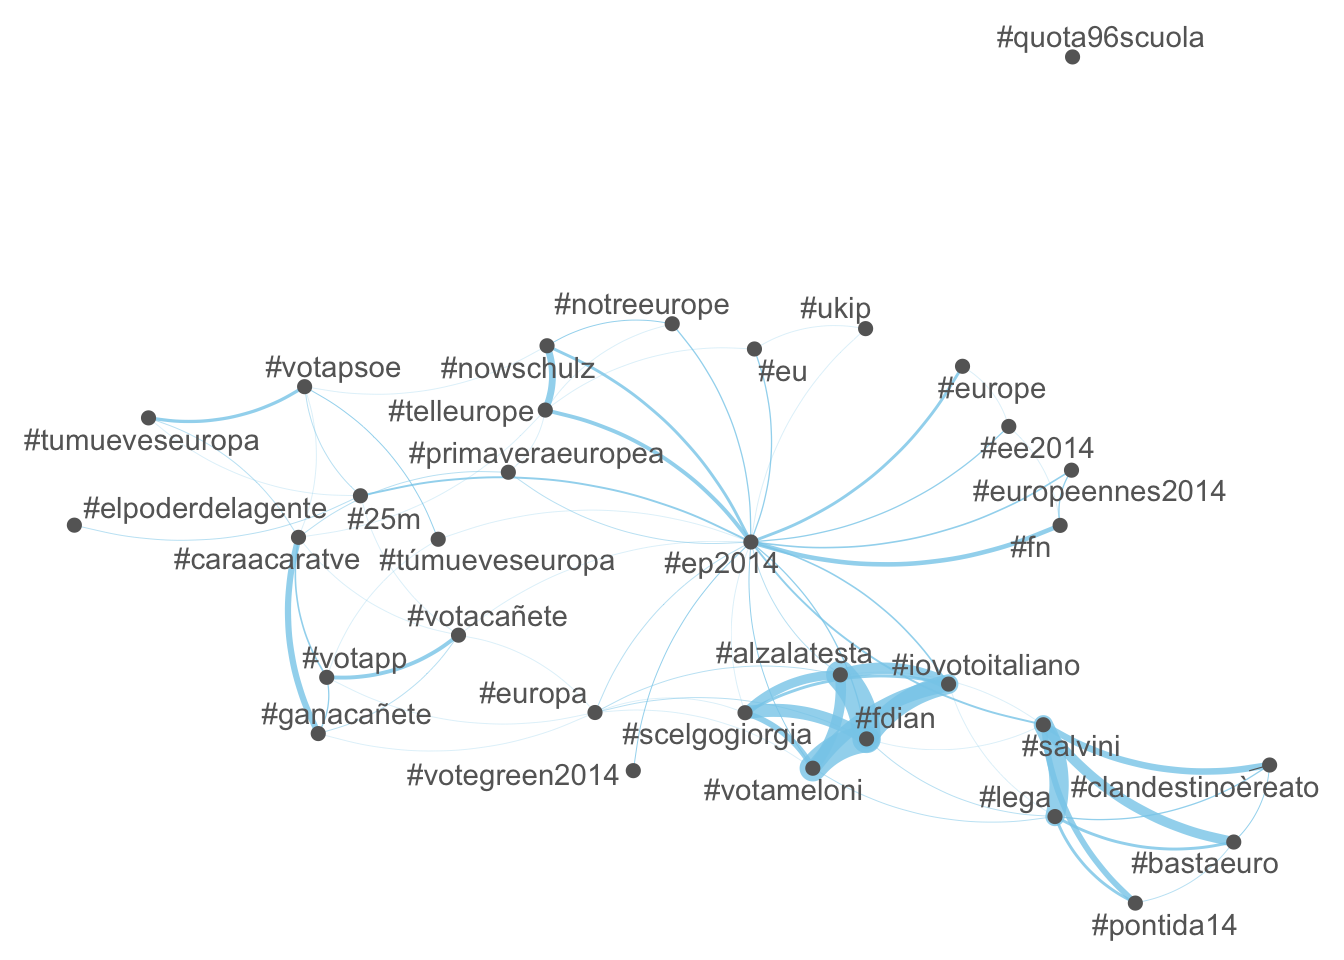 #quota96scuola
#notreeurope
#ukip
#votapsoe
#nowschulz
#eu
#europe
#telleurope
#tumueveseuropa
#primaveraeuropea
#ee2014
#europeennes2014
#elpoderdelagente
#25m
#fn
#caraacaratve
#túmueveseuropa
#ep2014
#votacañete
#votapp
#alzalatesta
#iovotoitaliano
#europa
#ganacañete
#fdian
#scelgogiorgia
#salvini
#votegreen2014
#votameloni
#lega
#clandestinoèreato
#bastaeuro
#pontida14